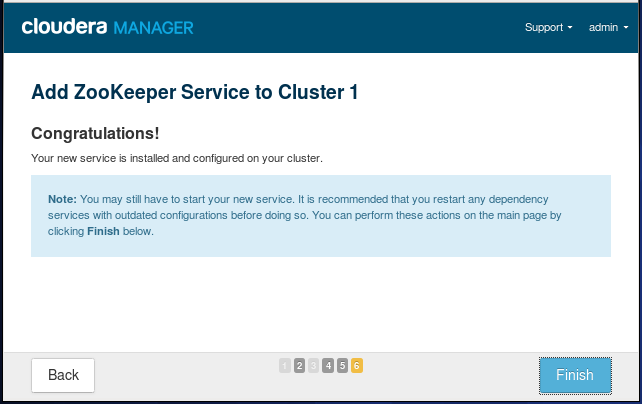 cloudera MANAGER
Support admin
Add ZooKeeper Service to Cluster 1
Congratulations!
Your new service is installed and configured on your cluster.
Note: You may still have to start your new service. It is recommended that you restart any dependency
services with outdated configurations before doing so. You can perform these actions on the main page by
clicking Finish below.
Back
1 2 3 4 5 6
Finish